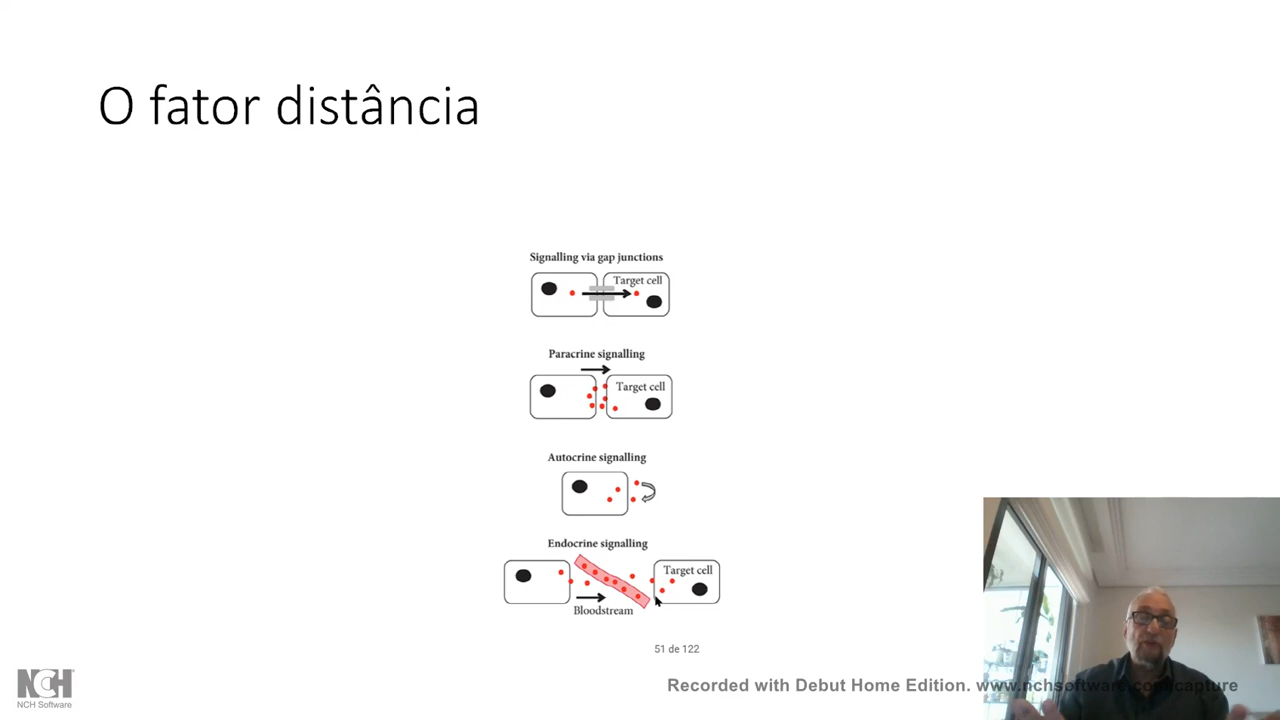 O fator distância
Signalling via gap junctions
Target cell
Paracrine signalling
Target cell
Autocrine signalling
Endocrine signalling
Target cell
Bloodstream
51 de 122
NCH
NCH Software
Recorded with Debut Home Edition. www.nchsoftware.com/capture